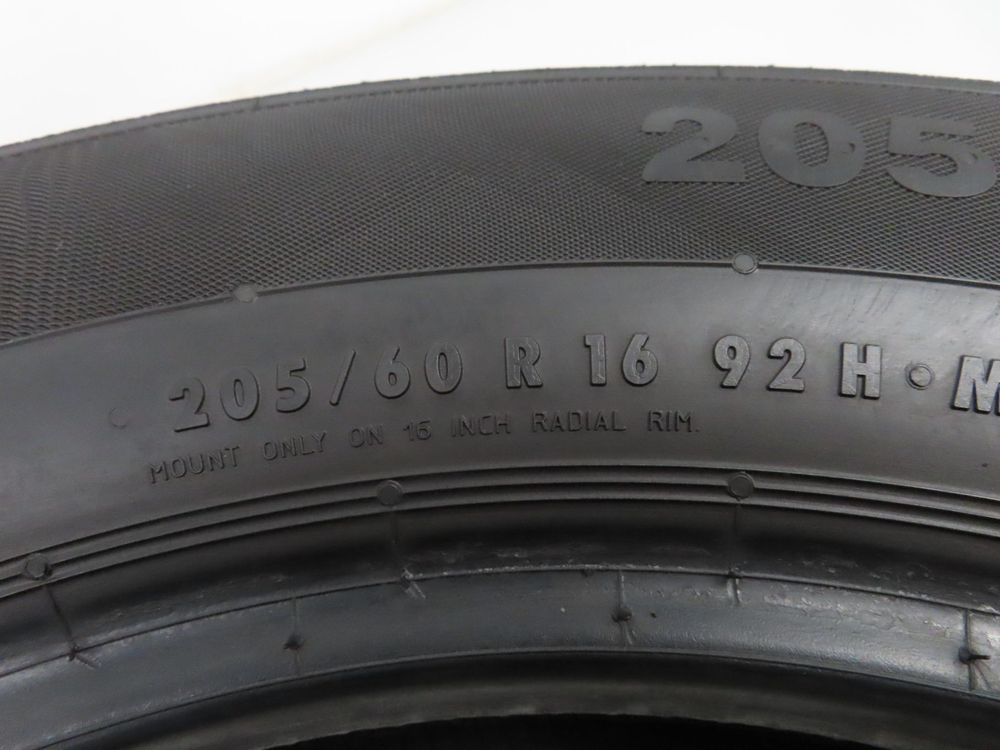 205
205/60 R 16 92 H • M
MOUNT ONLY ON 16 INCH RADIAL RIM.